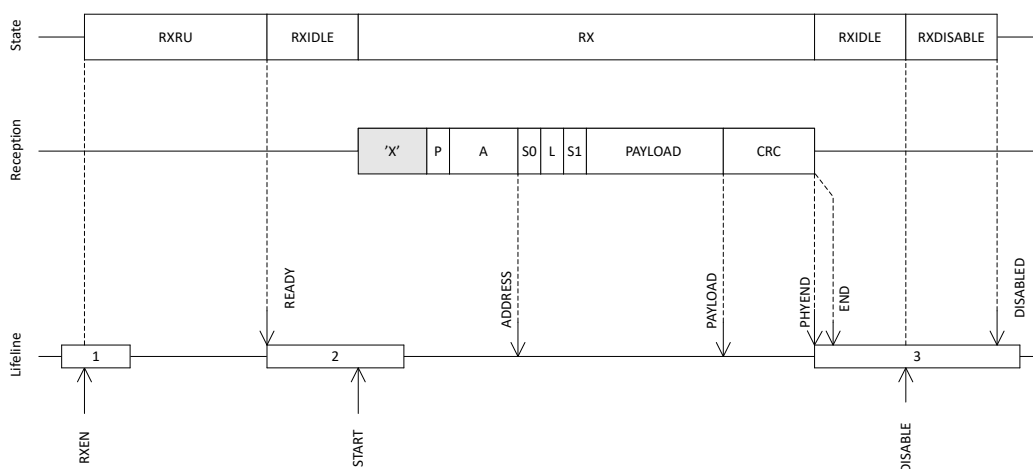 State
RXRU
RXIDLE
RX
RXIDLE
RXDISABLE
Reception
'X'
P
A
S0
L
S1
PAYLOAD
CRC
READY
ADDRESS
PAYLOAD
PHYEND
END
DISABLED
Lifeline
1
2
3
RXEN
START
DISABLE